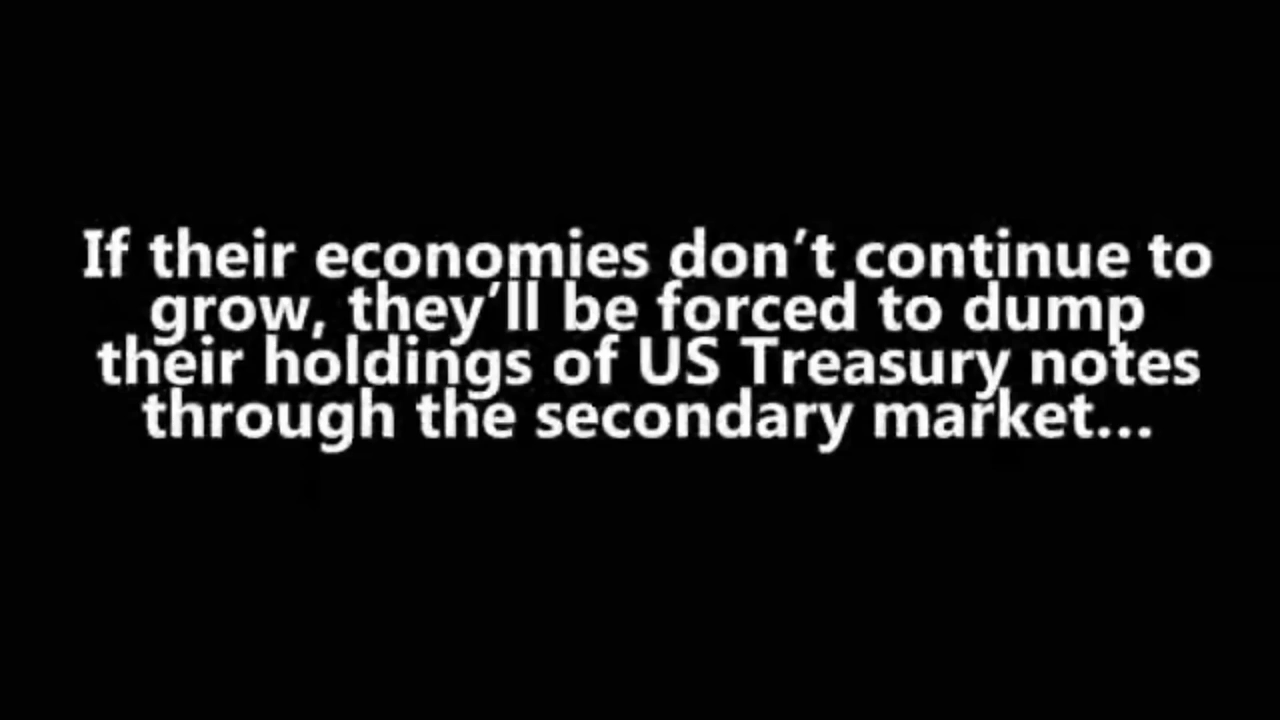 If their economies don’t continue to
grow, they’ll be forced to dump
their holdings of US Treasury notes
through the secondary market...